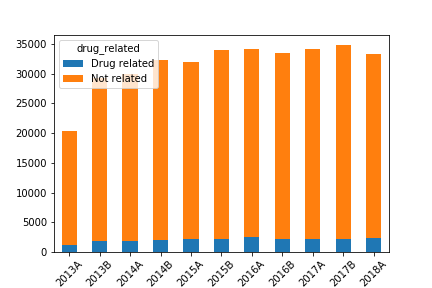 drug_related
Drug related
Not related
35000
30000
25000
20000
15000
10000
5000
0
2013A
2013B
2014A
2014B
2015A
2015B
2016A
2016B
2017A
2017B
2018A